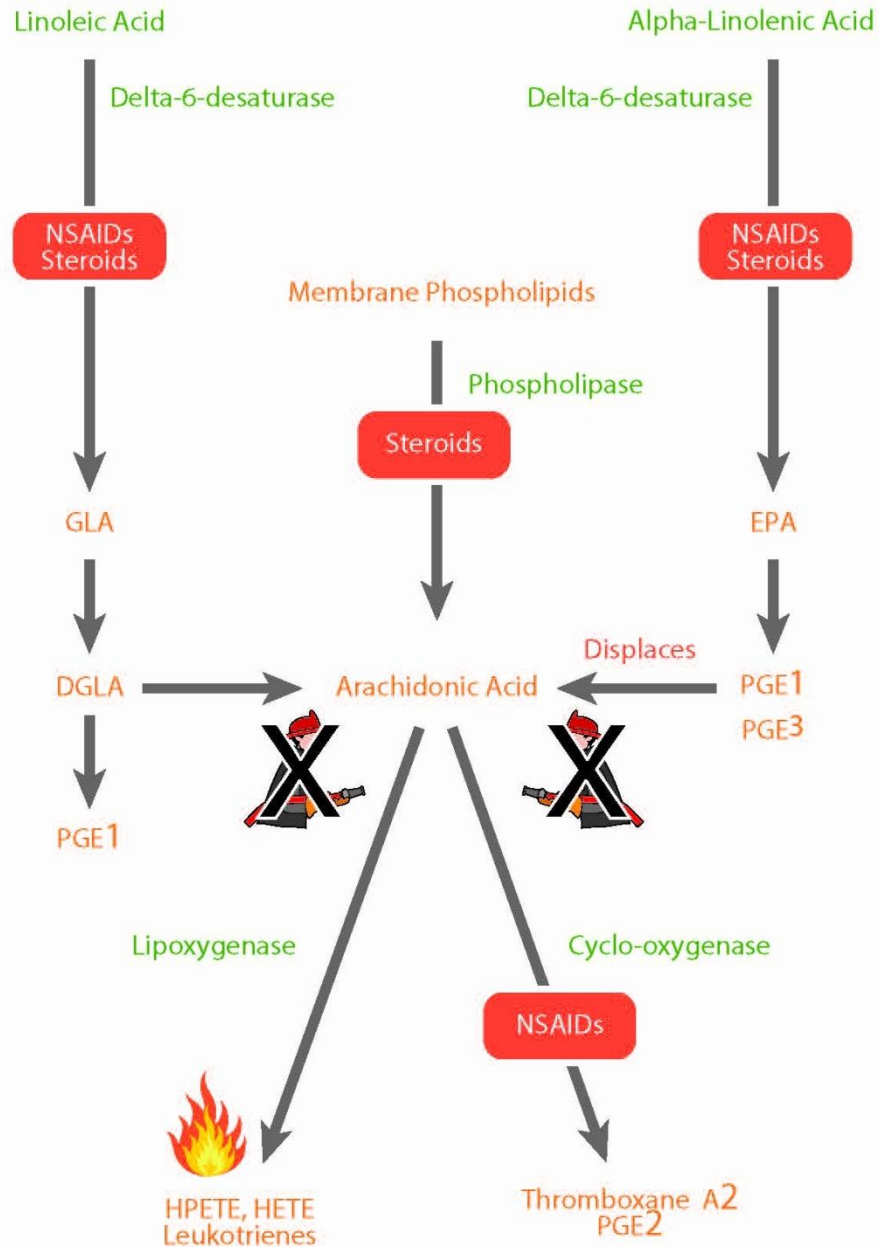 Linoleic Acid
Alpha-Linolenic Acid
Delta-6-desaturase
Delta-6-desaturase
NSAIDs
Steroids
NSAIDs
Steroids
Membrane Phospholipids
Phospholipase
Steroids
GLA
EPA
Displaces
DGLA
Arachidonic Acid
PGE1
PGE3
PGE1
Lipoxygenase
Cyclo-oxygenase
NSAIDs
HPETE, HETE
Leukotrienes
Thromboxane A2
PGE2